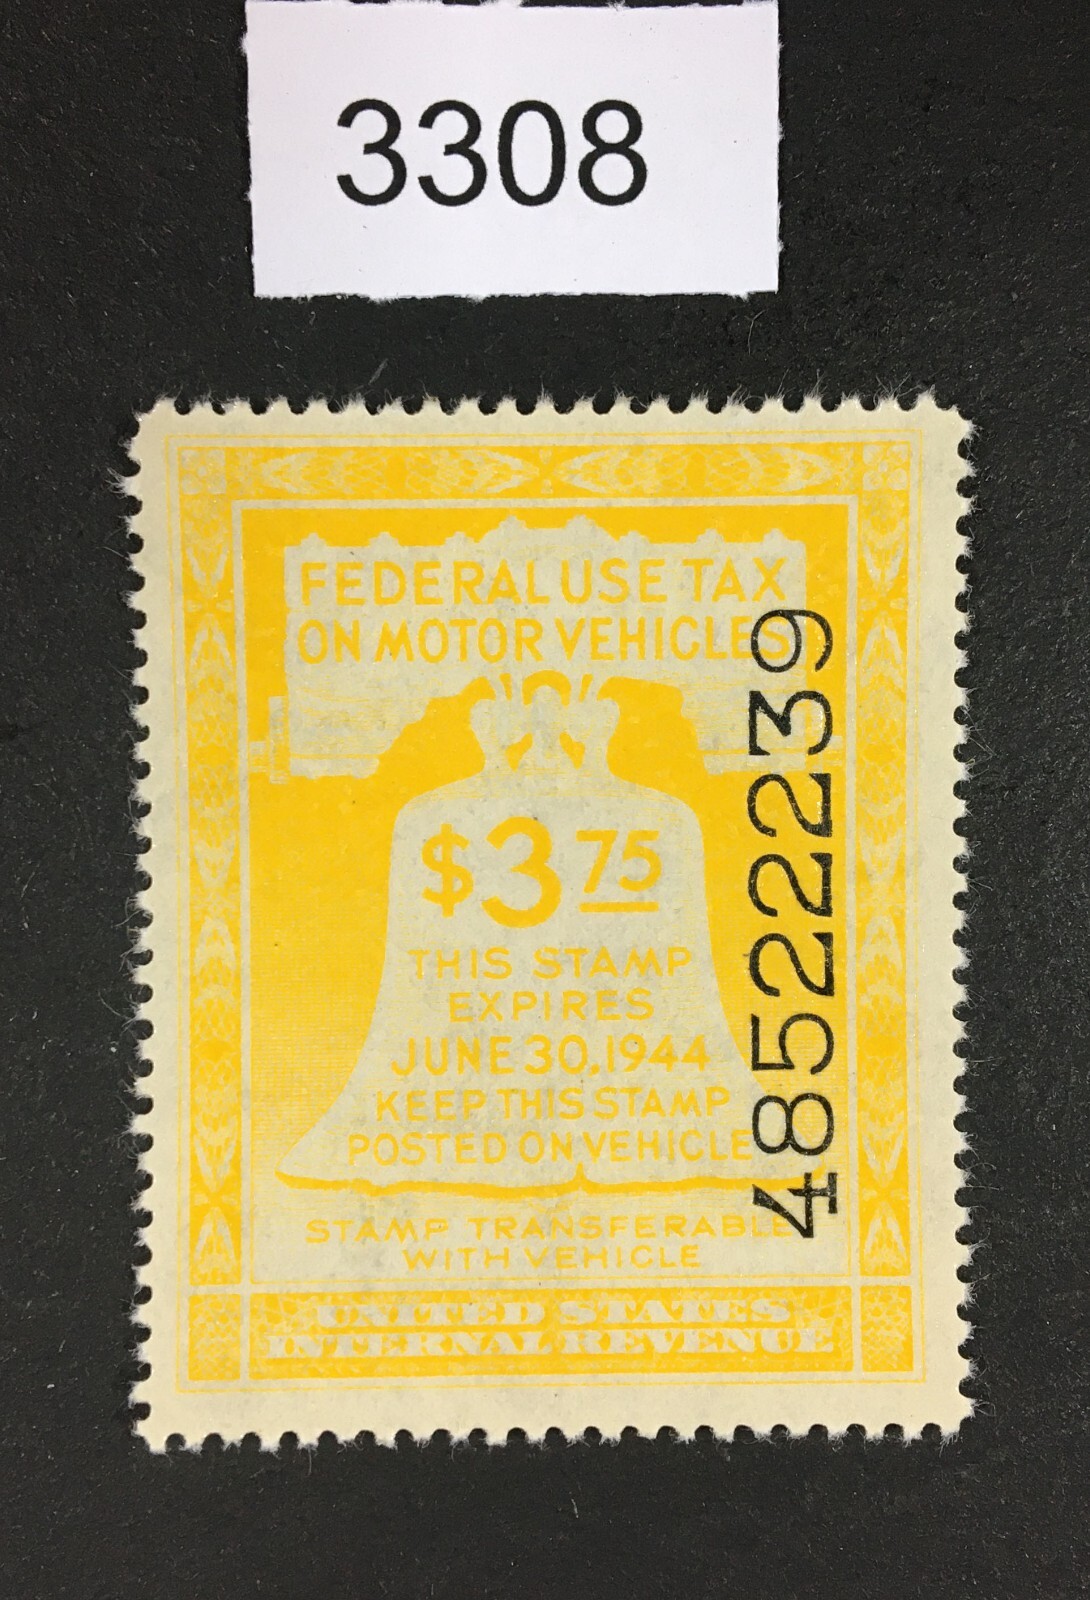 3308
FEDERAL USE TAX
ON MOTOR VEHICLES
$3 75
THIS STAMP
EXPIRES
JUNE 30, 1944
KEEP THIS STAMP
POSTED ON VEHICLE
STAMP TRANSFERABLE
WITH VEHICLE
UNITED STATES
INTERNAL REVENUE
48522239